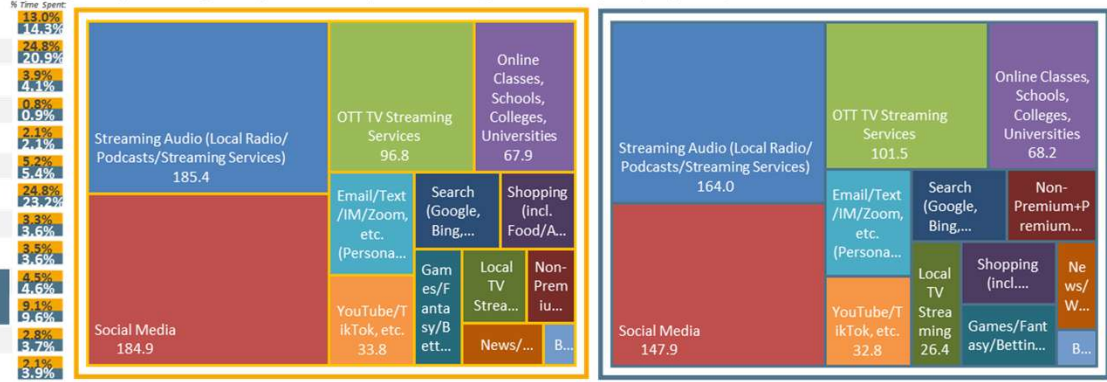 % Time Spent:
13.0%
14.3%
24.8%
20.9%
3.9%
4.1%
0.8%
0.9%
2.1%
2.1%
5.2%
5.4%
24.8%
23.2%
3.3%
3.6%
3.5%
3.6%
4.5%
4.6%
9.1%
9.6%
2.8%
3.7%
2.1%
3.9%
Streaming Audio (Local Radio/
Podcasts/Streaming Services)
185.4
Social Media
184.9
OTT TV Streaming
Services
96.8
Online
Classes,
Schools,
Colleges,
Universities
67.9
Email/Text
/IM/Zoom,
etc.
(Persona...
YouTube/T
ikTok, etc.
33.8
Search
(Google,
Bing,...
Shopping
(incl.
Food/A...
Gam
es/F
anta
sy/B
ett...
Local
TV
Strea...
Non-
Prem
iu...
News/...
B...
Streaming Audio (Local Radio/
Podcasts/Streaming Services)
164.0
Social Media
147.9
OTT TV Streaming
Services
101.5
Online Classes,
Schools,
Colleges,
Universities
68.2
Email/Text
/IM/Zoom,
etc.
(Persona...
YouTube/T
ikTok, etc.
32.8
Search
(Google,
Bing,...
Non-
Premium+P
remium...
Local
TV
Strea
ming
26.4
Shopping
(incl....
Ne
ws/
W...
Games/Fant
asy/Bettin...
B...